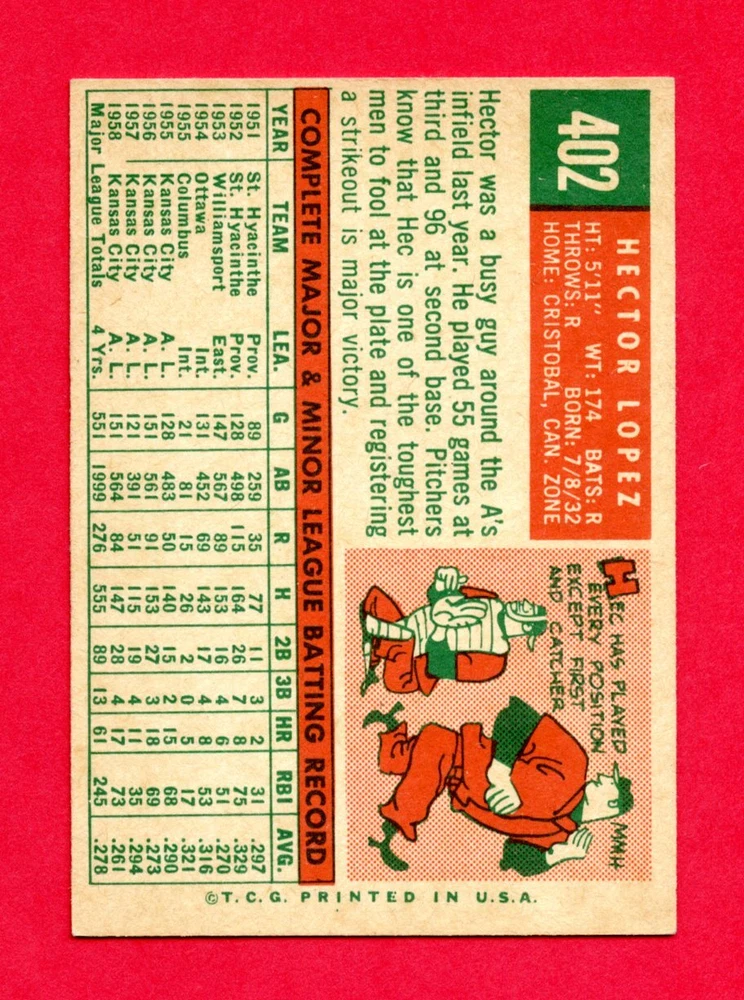 402
HECTOR LOPEZ
HT: 5'11" WT: 174 BATS: R
THROWS: R BORN: 7/8/32
HOME: CRISTOBAL, CAN. ZONE
Hector was a busy guy around the A's
infield last year. He played 55 games at
third and 96 at second base. Pitchers
know that Hec is one of the toughest
men to fool at the plate and registering
a strikeout is major victory.
HEC HAS PLAYED
EVERY POSITION
EXCEPT FIRST
AND CATCHER
MMH
COMPLETE MAJOR & MINOR LEAGUE BATTING RECORD
YEAR TEAM LEA. G AB R H 2B 3B HR RBI AVG.
1951 St. Hyacinthe Prov. 89 259 35 77 11 3 2 31 .297
1952 St. Hyacinthe Prov. 128 498 115 164 26 7 8 75 .329
1953 Williamsport East. 147 567 89 153 16 4 6 51 .270
1954 Ottawa Int. 131 452 69 143 17 8 8 53 .316
1955 Columbus Int. 21 81 16 26 2 0 5 17 .321
1955 Kansas City A. L. 128 483 50 140 15 2 15 68 .290
1956 Kansas City A. L. 151 561 91 153 27 3 18 69 .273
1957 Kansas City A. L. 121 391 51 115 19 4 11 35 .294
1958 Kansas City A. L. 151 564 84 147 28 4 17 73 .261
Major League Totals 4 Yrs. 551 1999 276 555 89 13 61 245 .278
© T. C. G. PRINTED IN U. S. A.